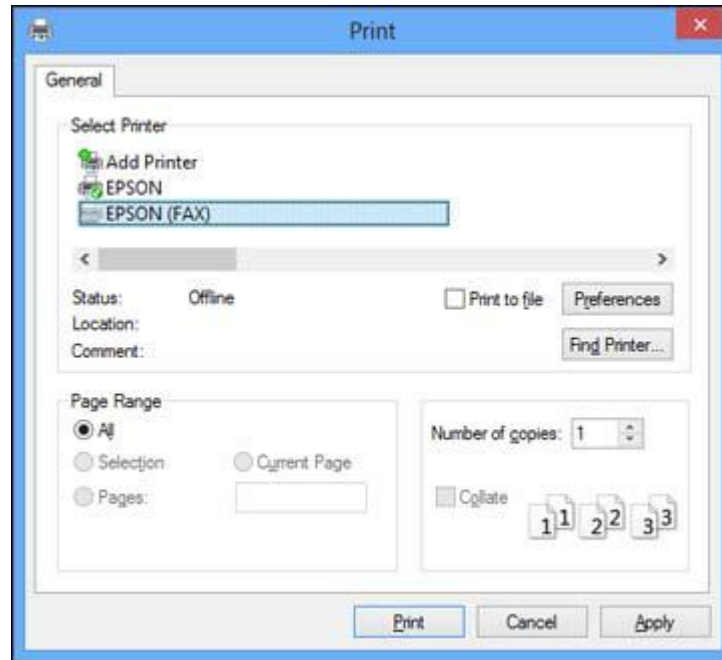 Print
General
Select Printer
Add Printer
EPSON
EPSON (FAX)
Status: Offline
Print to file
Preferences
Location:
Comment:
Find Printer...
Page Range
All
Selection
Current Page
Pages:
Number of copies: 1
Collate
1 1 2 2 3 3
Print
Cancel
Apply